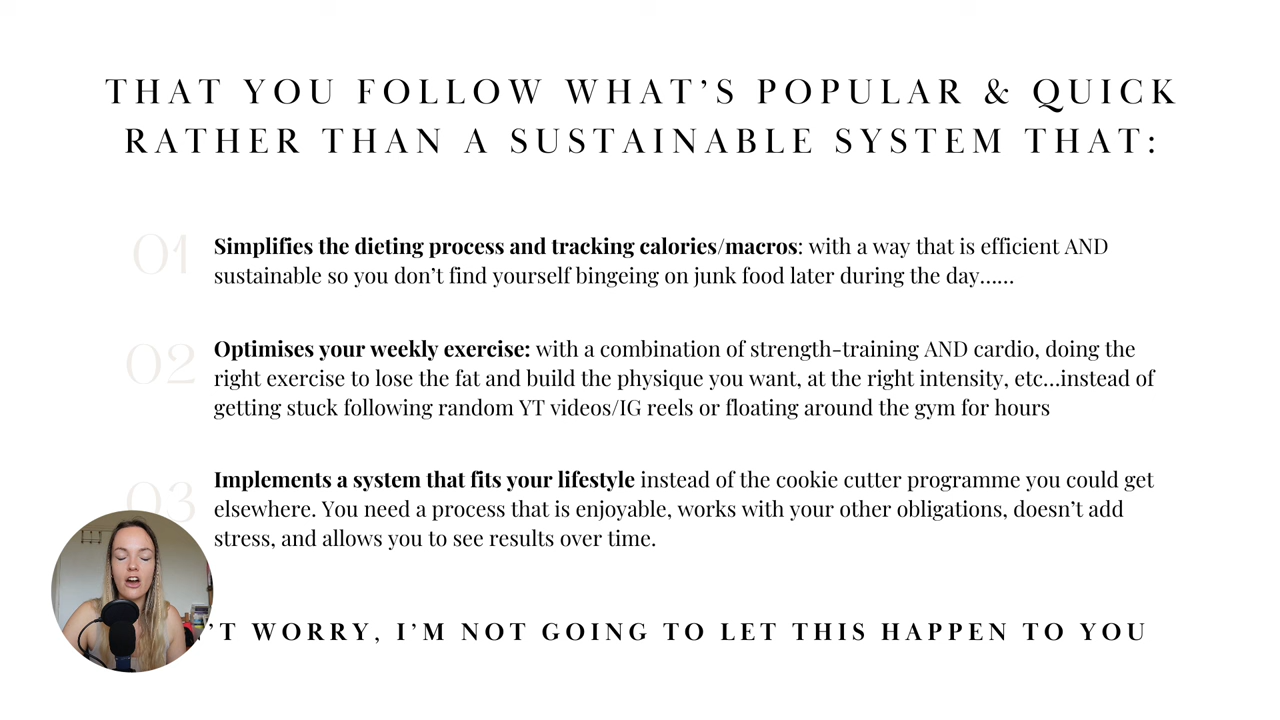 THAT YOU FOLLOW WHAT'S POPULAR & QUICK
RATHER THAN A SUSTAINABLE SYSTEM THAT:
01
Simplifies the dieting process and tracking calories/macros: with a way that is efficient AND
sustainable so you don't find yourself bingeing on junk food later during the day......
02
Optimises your weekly exercise: with a combination of strength-training AND cardio, doing the
right exercise to lose the fat and build the physique you want, at the right intensity, etc...instead of
getting stuck following random YT videos/IG reels or floating around the gym for hours
03
Implements a system that fits your lifestyle instead of the cookie cutter programme you could get
elsewhere. You need a process that is enjoyable, works with your other obligations, doesn't add
stress, and allows you to see results over time.
'T WORRY, I'M NOT GOING TO LET THIS HAPPEN TO YOU